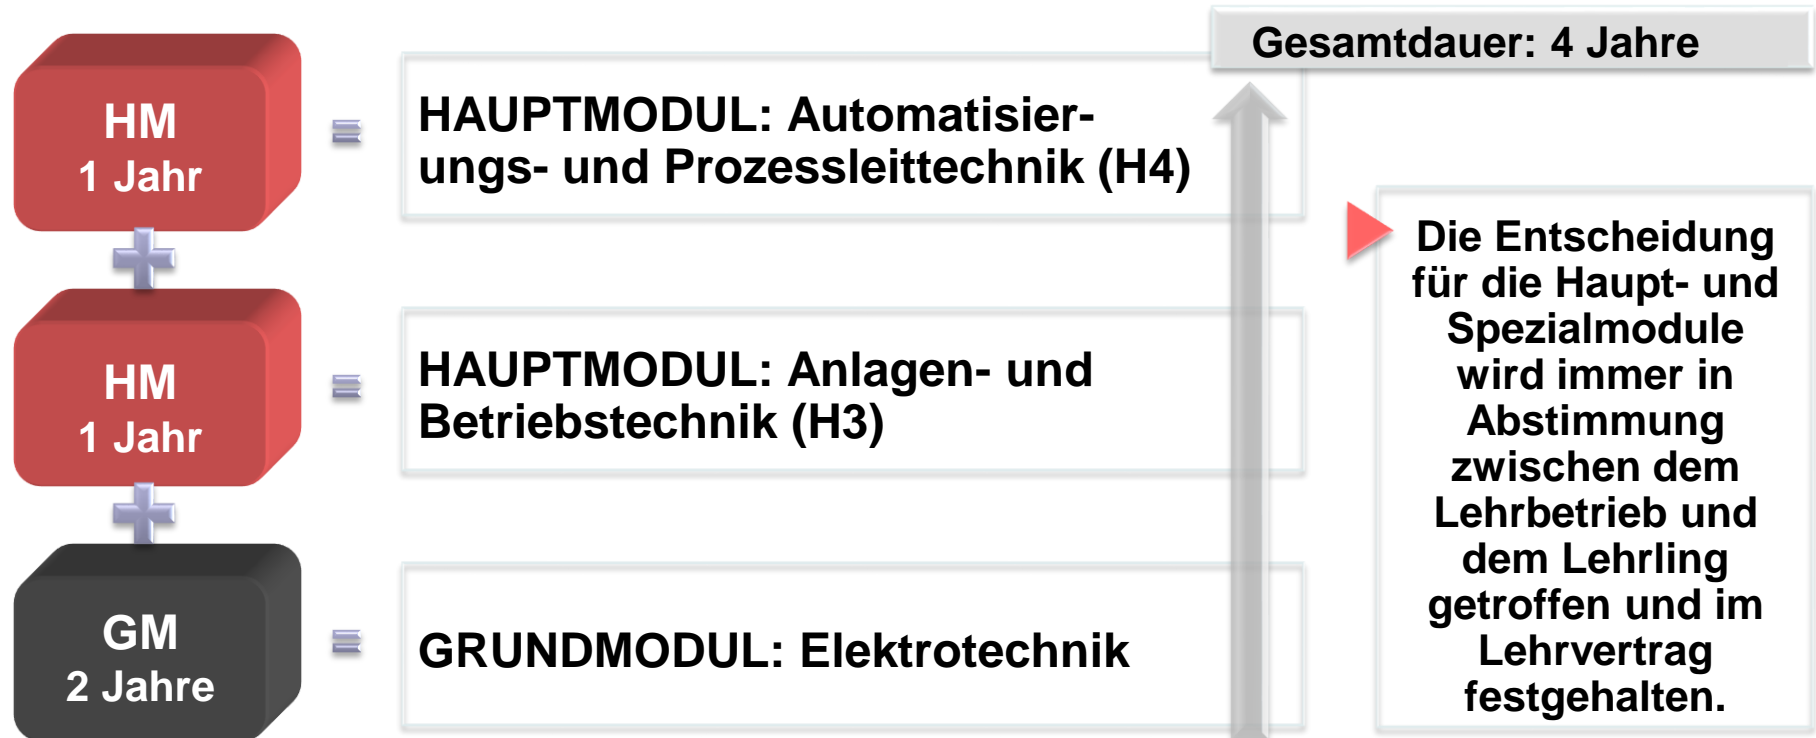 Gesamtdauer: 4 Jahre
HM
1 Jahr
=
HAUPTMODUL: Automatisier-
ungs- und Prozessleittechnik (H4)
+
HM
1 Jahr
=
HAUPTMODUL: Anlagen- und
Betriebstechnik (H3)
+
GM
2 Jahre
=
GRUNDMODUL: Elektrotechnik
Die Entscheidung
für die Haupt- und
Spezialmodule
wird immer in
Abstimmung
zwischen dem
Lehrbetrieb und
dem Lehrling
getroffen und im
Lehrvertrag
festgehalten.